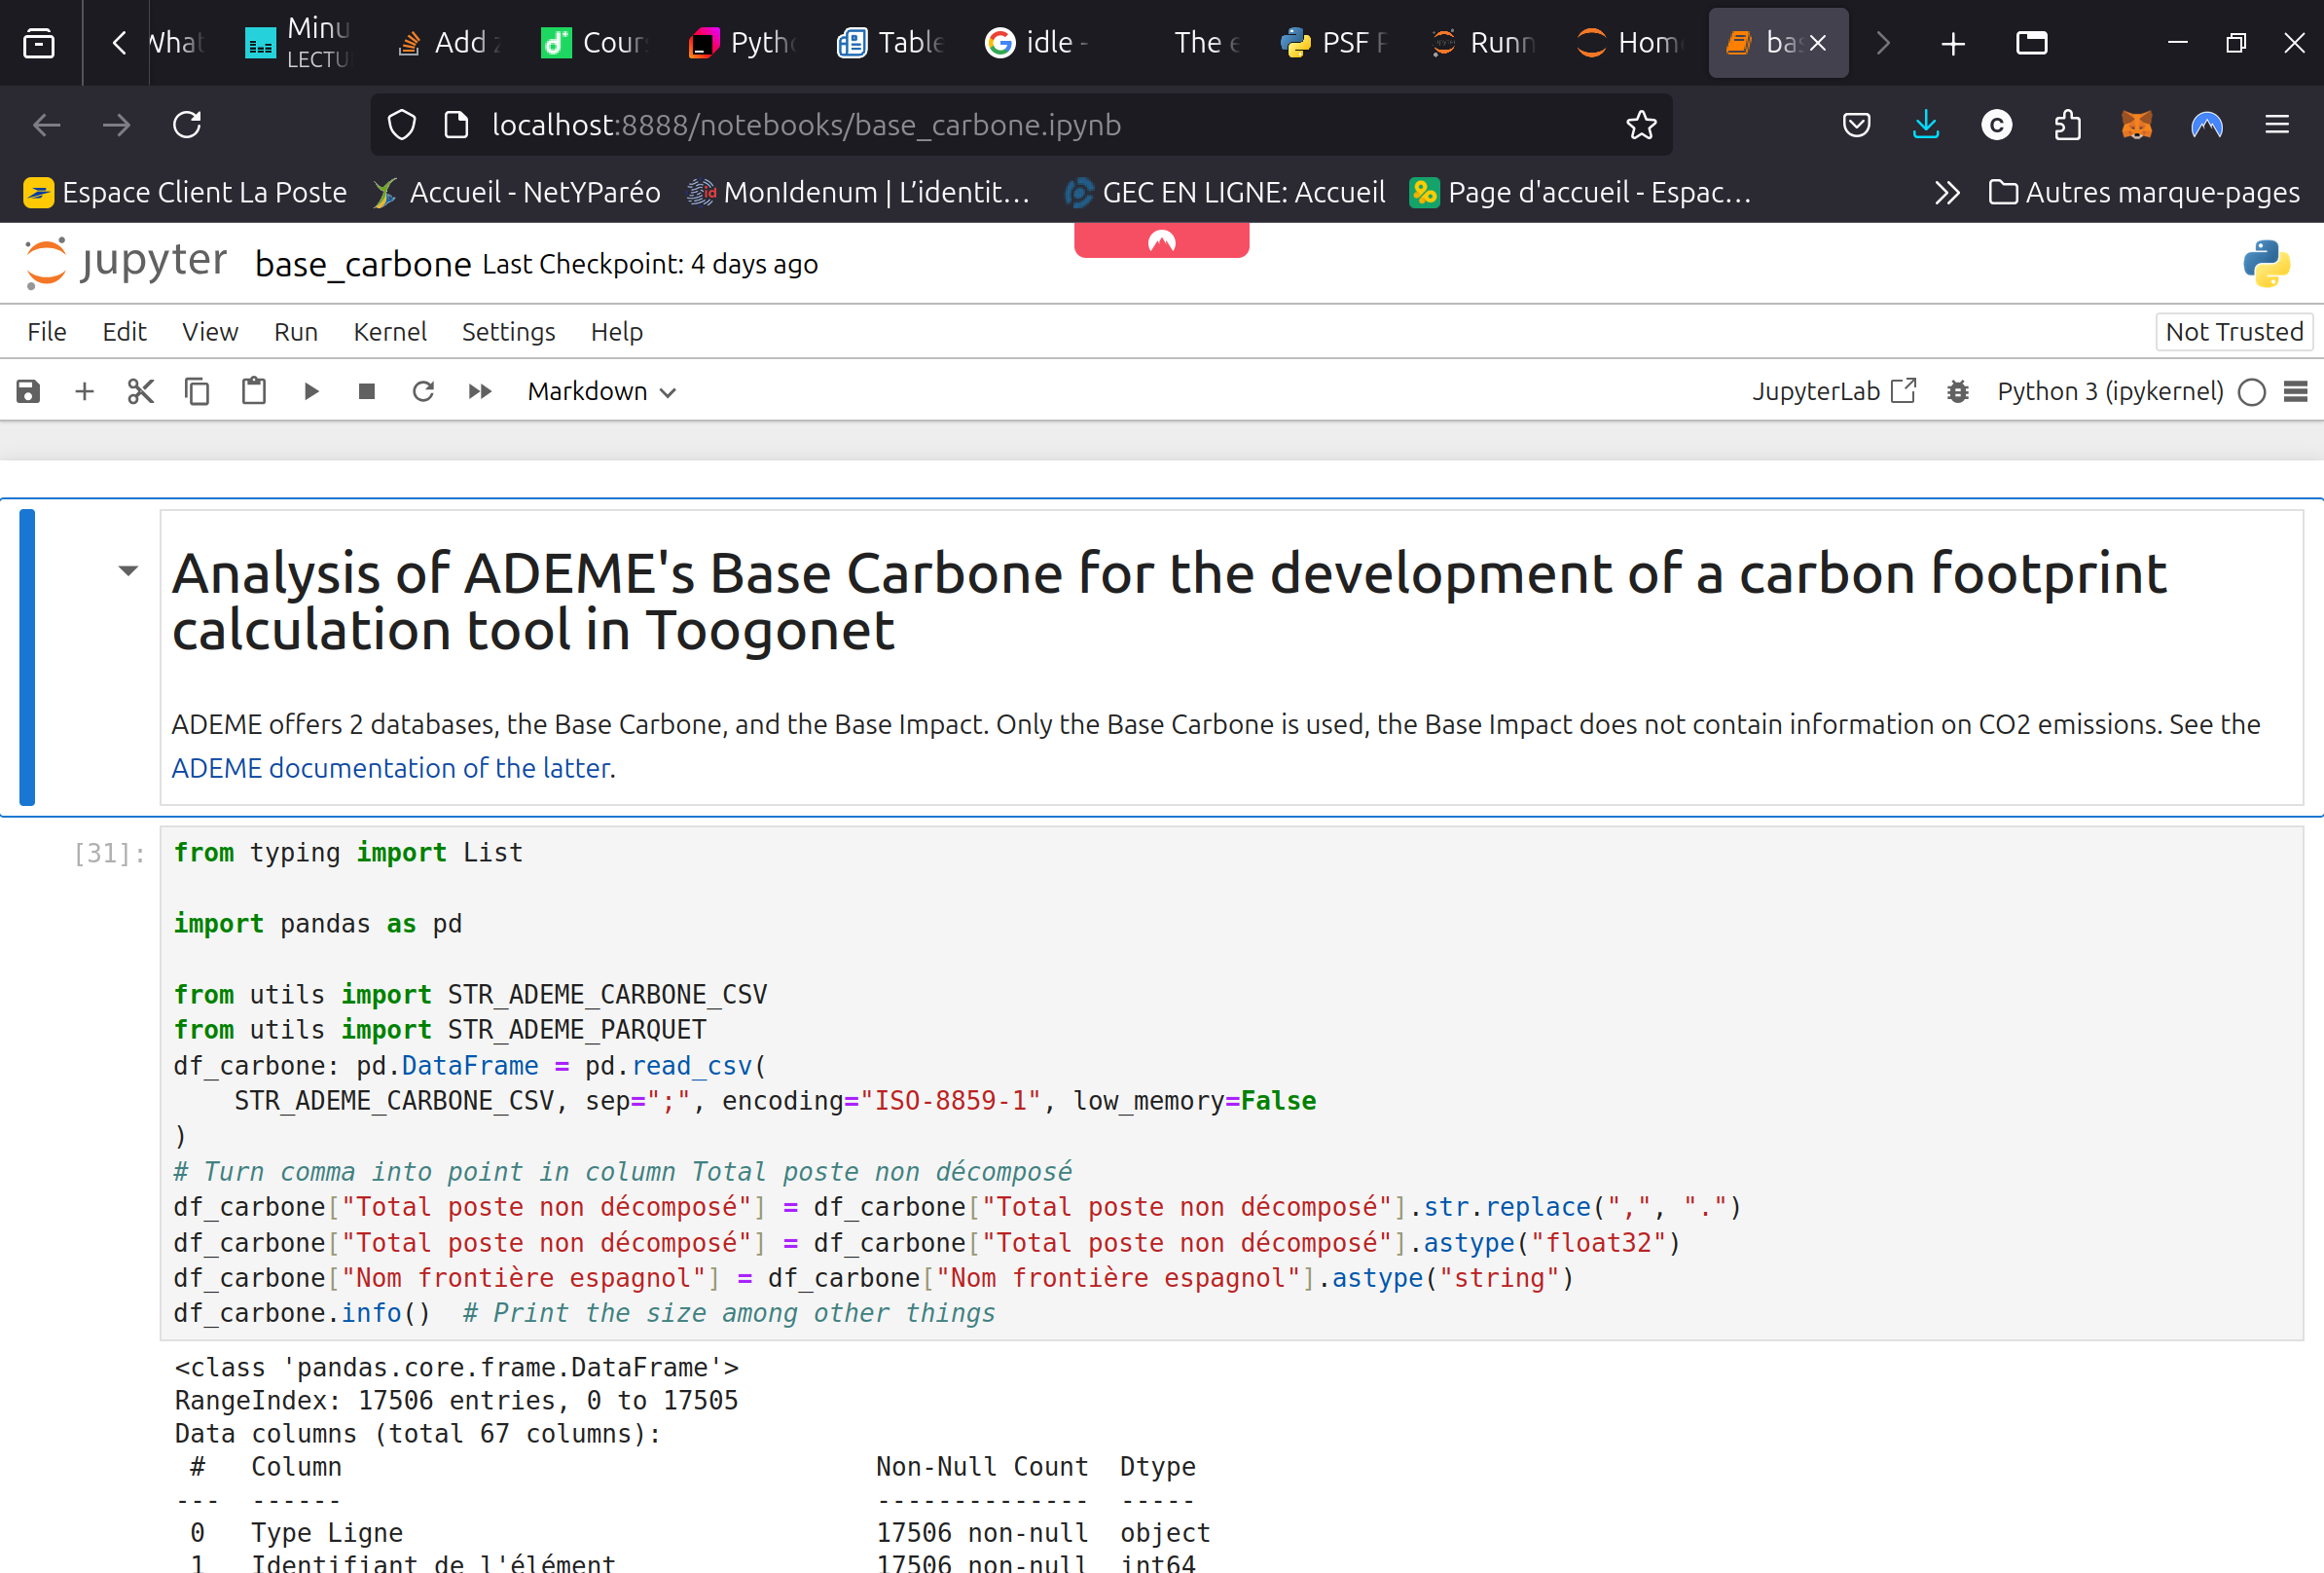 Minu
LECTU
Add
Cour
Pyth
Table
idle -
The e
PSF P
Runn
Hom
ba
localhost:8888/notebooks/base_carbone.ipynb
Espace Client La Poste
Accueil - NetYParéo
MonIdenum | L’identit…
GEC EN LIGNE: Accueil
Page d'accueil - Espac…
Autres marque-pages
jupyter base_carbone Last Checkpoint: 4 days ago
File Edit View Run Kernel Settings Help
Not Trusted
Markdown
JupyterLab
Python 3 (ipykernel)
Analysis of ADEME's Base Carbone for the development of a carbon footprint
calculation tool in Toogonet
ADEME offers 2 databases, the Base Carbone, and the Base Impact. Only the Base Carbone is used, the Base Impact does not contain information on CO2 emissions. See the
ADEME documentation of the latter.
[31]:
from typing import List
import pandas as pd
from utils import STR_ADEME_CARBONE_CSV
from utils import STR_ADEME_PARQUET
df_carbone: pd.DataFrame = pd.read_csv(
    STR_ADEME_CARBONE_CSV, sep=";", encoding="ISO-8859-1", low_memory=False
)
# Turn comma into point in column Total poste non décomposé
df_carbone["Total poste non décomposé"] = df_carbone["Total poste non décomposé"].str.replace(",", ".")
df_carbone["Total poste non décomposé"] = df_carbone["Total poste non décomposé"].astype("float32")
df_carbone["Nom frontière espagnol"] = df_carbone["Nom frontière espagnol"].astype("string")
df_carbone.info()  # Print the size among other things
<class 'pandas.core.frame.DataFrame'>
RangeIndex: 17506 entries, 0 to 17505
Data columns (total 67 columns):
 #   Column                                   Non-Null Count  Dtype
---  ------                                   --------------  -----
 0   Type Ligne                               17506 non-null  object
 1   Identifiant de l'élément                 17506 non-null  int64